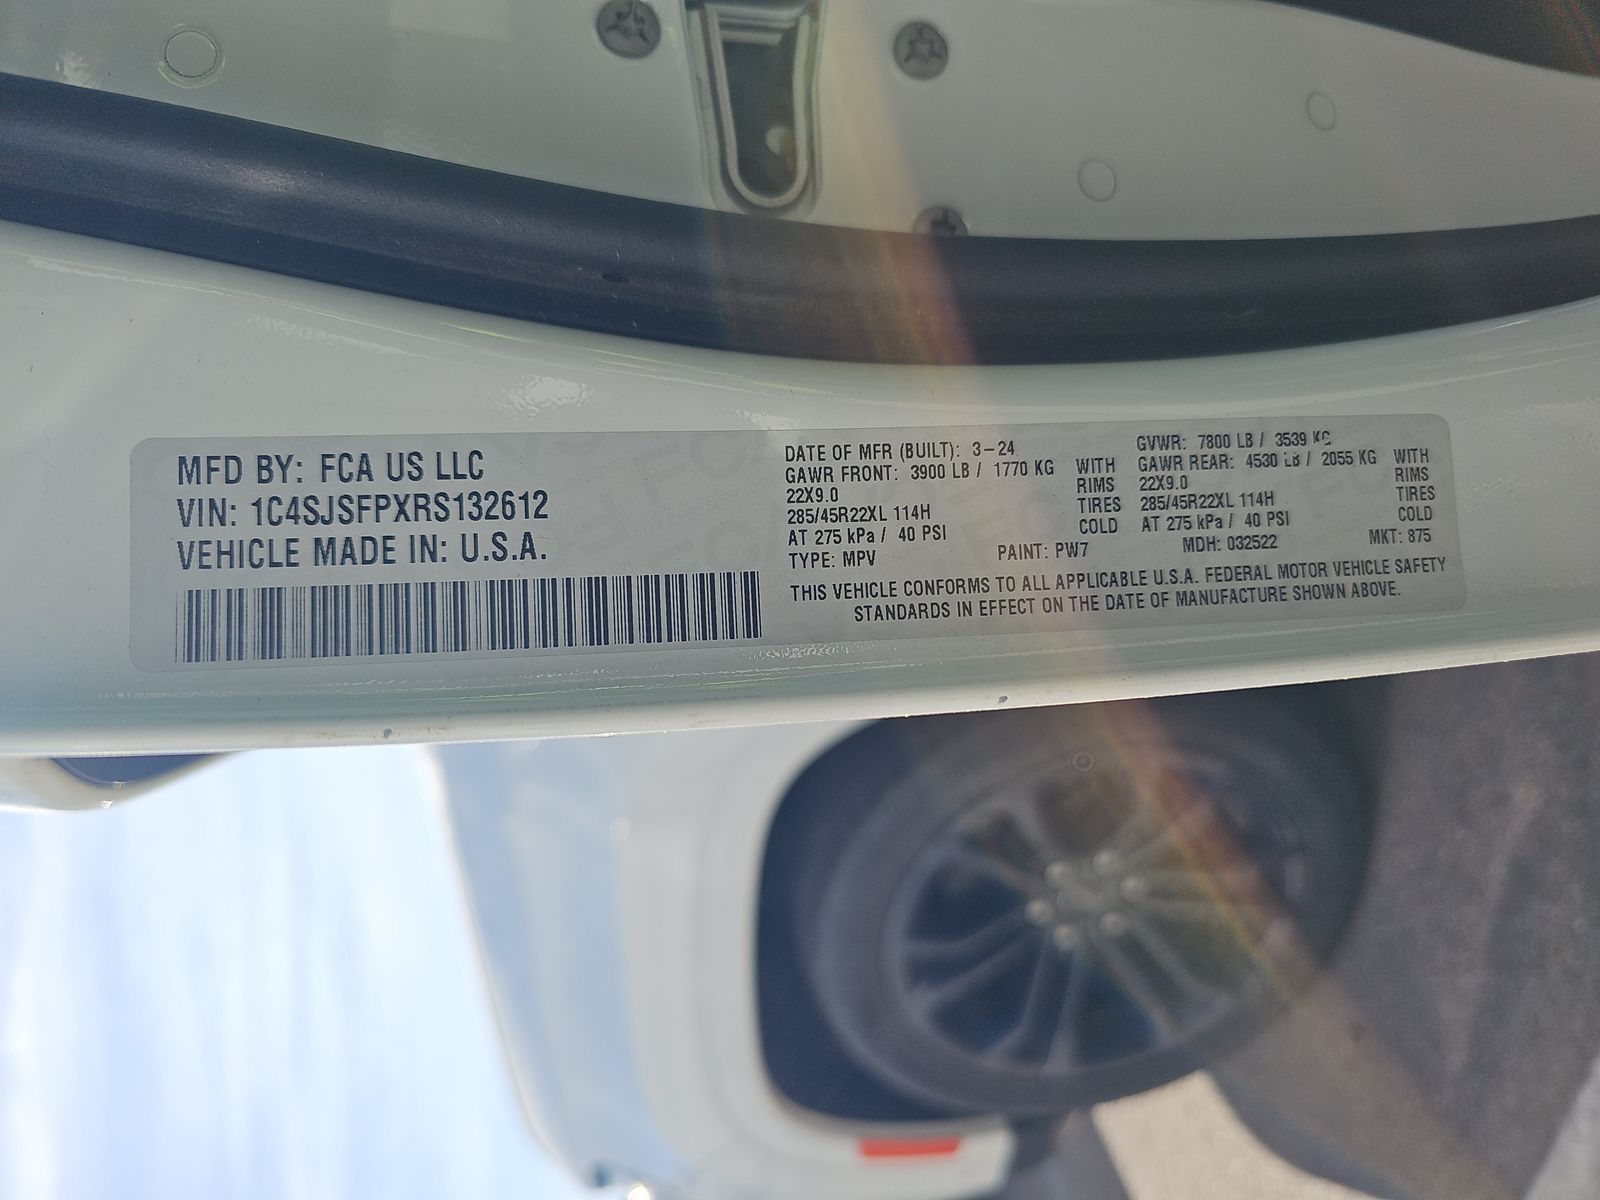 MFD BY: FCA US LLC
VIN: 1C4SJSFPXRS132612
VEHICLE MADE IN: U.S.A.
DATE OF MFR (BUILT): 3-24 GVWR: 7800 LB / 3539 KG
GAWR FRONT: 3900 LB / 1770 KG WITH GAWR REAR: 4530 LB / 2055 KG WITH
22X9.0 RIMS 22X9.0 RIMS
285/45R22XL 114H TIRES 285/45R22XL 114H TIRES
AT 275 kPa / 40 PSI COLD AT 275 kPa / 40 PSI COLD
TYPE: MPV PAINT: PW7 MDH: 032522 MKT: 875
THIS VEHICLE CONFORMS TO ALL APPLICABLE U.S.A. FEDERAL MOTOR VEHICLE SAFETY
STANDARDS IN EFFECT ON THE DATE OF MANUFACTURE SHOWN ABOVE.